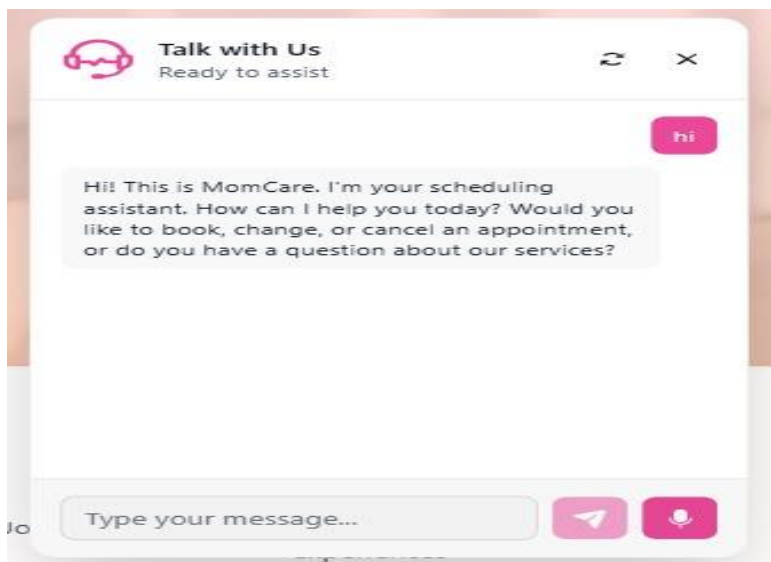 Talk with Us
Ready to assist
hi
Hi! This is MomCare. I'm your scheduling
assistant. How can I help you today? Would you
like to book, change, or cancel an appointment,
or do you have a question about our services?
Type your message...